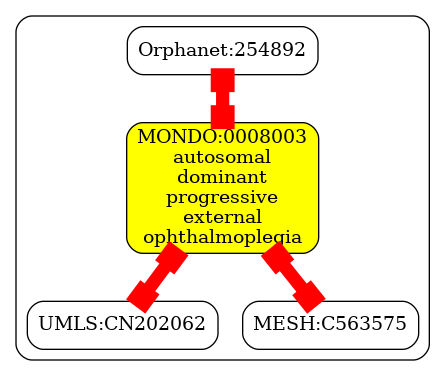 Orphanet:254892
MONDO:0008003
autosomal
dominant
progressive
external
ophthalmoplegia
UMLS:CN202062
MESH:C563575